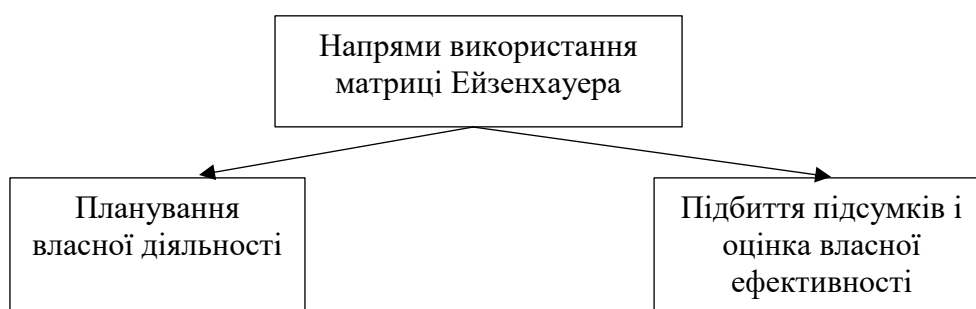 Напрями використання
матриці Ейзенхауера
Планування
власної діяльності
Підбиття підсумків і
оцінка власної
ефективності